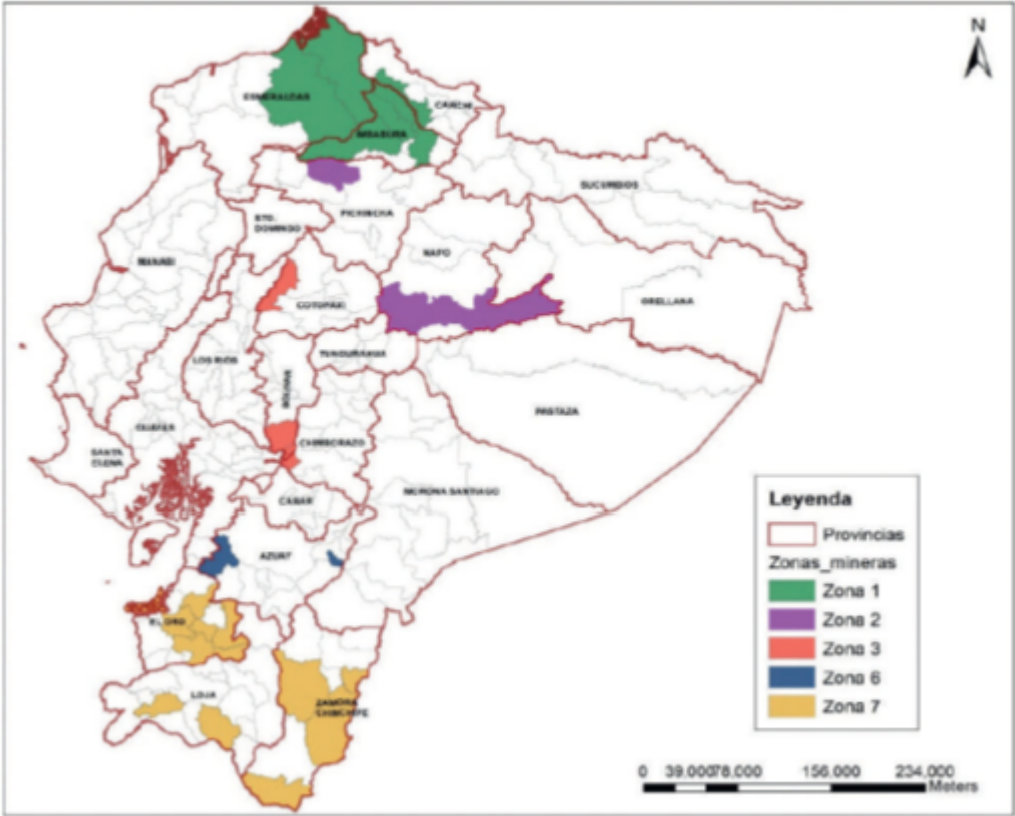 N
ESMERALDAS
CARCHI
IMBABURA
SUCUMBIOS
PICHINCHA
STO.
DOMINGO
NAPO
MANABI
ORELLANA
COTOPAXI
TUNGURAHUA
LOS RIOS
BOLIVAR
PASTAZA
GUAYAS
CHIMBORAZO
SANTA
ELENA
MORONA SANTIAGO
CAÑAR
AZUAY
EL ORO
LOJA
ZAMORA
CHINCHIPE
Leyenda
Provincias
Zonas_mineras
Zona 1
Zona 2
Zona 3
Zona 6
Zona 7
0 39,00078,000 156,000 234,000
Meters